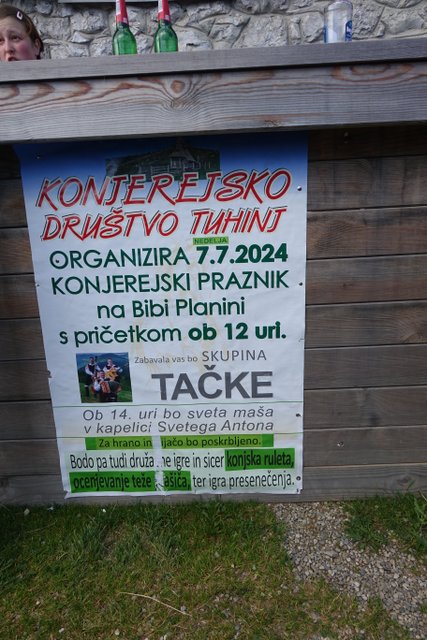 KONJEREJSKO
DRUŠTVO TUHINJ
NEDELJA
ORGANIZIRA 7.7.2024
KONJEREJSKI PRAZNIK
na Bibi Planini
s pričetkom ob 12 uri.
Zabavala vas bo SKUPINA
TAČKE
Ob 14. uri bo sveta maša
v kapelici Svetega Antona
Za hrano in pijačo bo poskrbljeno.
Bodo pa tudi družabne igre in sicer konjska ruleta,
ocenjevanje teže, ter igra presenečenja.